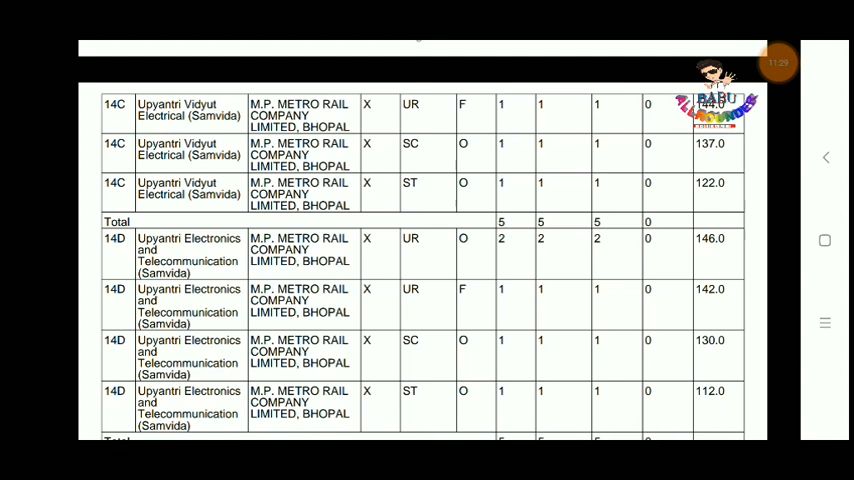 11:29
BABU
ALLROUNDER
14C Upyantri Vidyut M.P. METRO RAIL X UR F 1 1 1 0 144.0
Electrical (Samvida) COMPANY
LIMITED, BHOPAL
14C Upyantri Vidyut M.P. METRO RAIL X SC O 1 1 1 0 137.0
Electrical (Samvida) COMPANY
LIMITED, BHOPAL
14C Upyantri Vidyut M.P. METRO RAIL X ST O 1 1 1 0 122.0
Electrical (Samvida) COMPANY
LIMITED, BHOPAL
Total 5 5 5 0
14D Upyantri Electronics M.P. METRO RAIL X UR O 2 2 2 0 146.0
and COMPANY
Telecommunication LIMITED, BHOPAL
(Samvida)
14D Upyantri Electronics M.P. METRO RAIL X UR F 1 1 1 0 142.0
and COMPANY
Telecommunication LIMITED, BHOPAL
(Samvida)
14D Upyantri Electronics M.P. METRO RAIL X SC O 1 1 1 0 130.0
and COMPANY
Telecommunication LIMITED, BHOPAL
(Samvida)
14D Upyantri Electronics M.P. METRO RAIL X ST O 1 1 1 0 112.0
and COMPANY
Telecommunication LIMITED, BHOPAL
(Samvida)